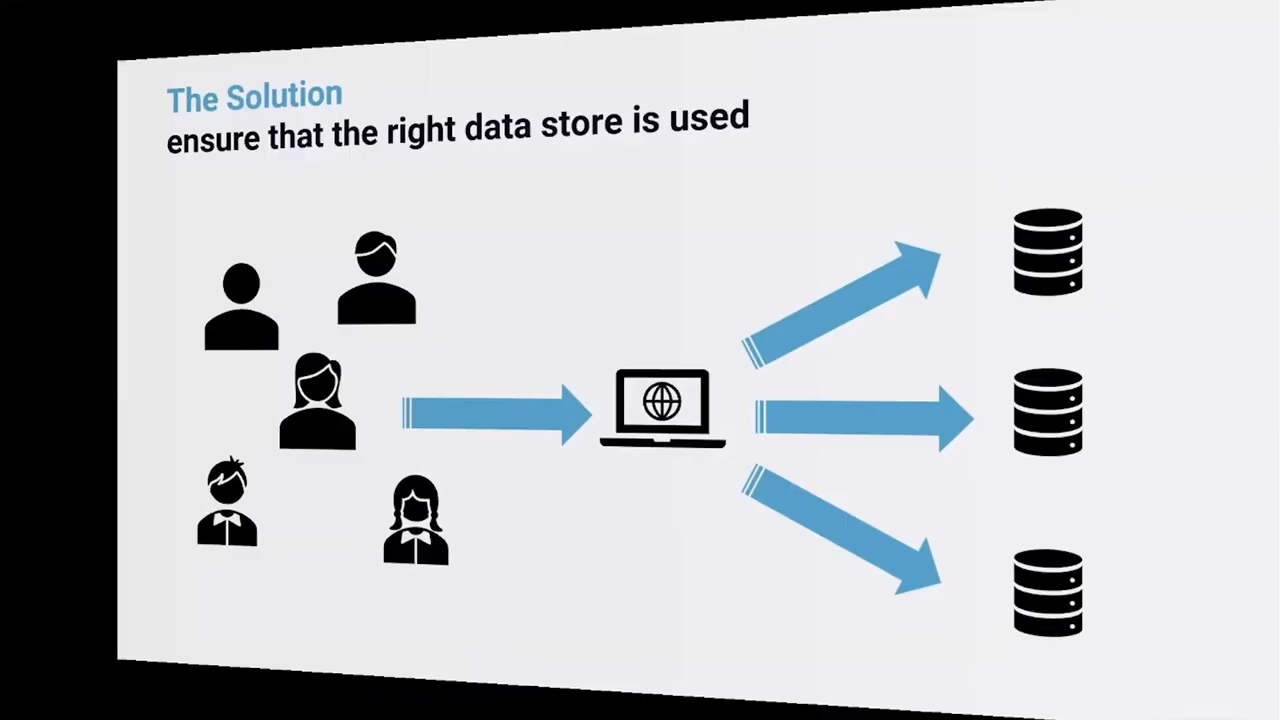 The Solution
ensure that the right data store is used